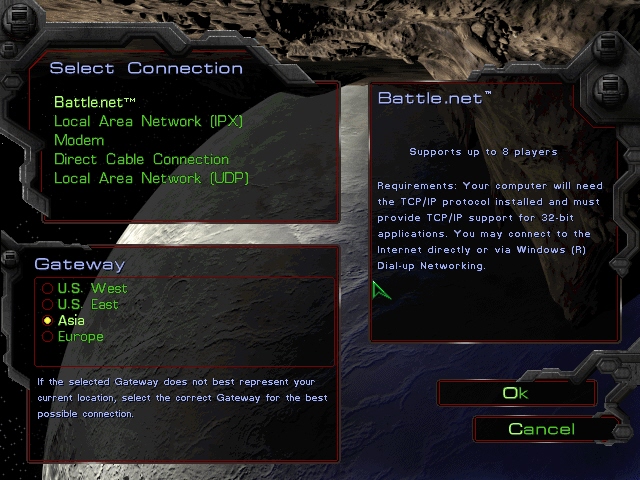 Select Connection
Battle.net™
Local Area Network (IPX)
Modem
Direct Cable Connection
Local Area Network (UDP)
Battle.net™
Supports up to 8 players
Requirements: Your computer will need
the TCP/IP protocol installed and must
provide TCP/IP support for 32-bit
applications. You may connect to the
Internet directly or via Windows (R)
Dial-up Networking.
Gateway
U.S. West
U.S. East
Asia
Europe
If the selected Gateway does not best represent your
current location, select the correct Gateway for the best
possible connection.
Ok
Cancel